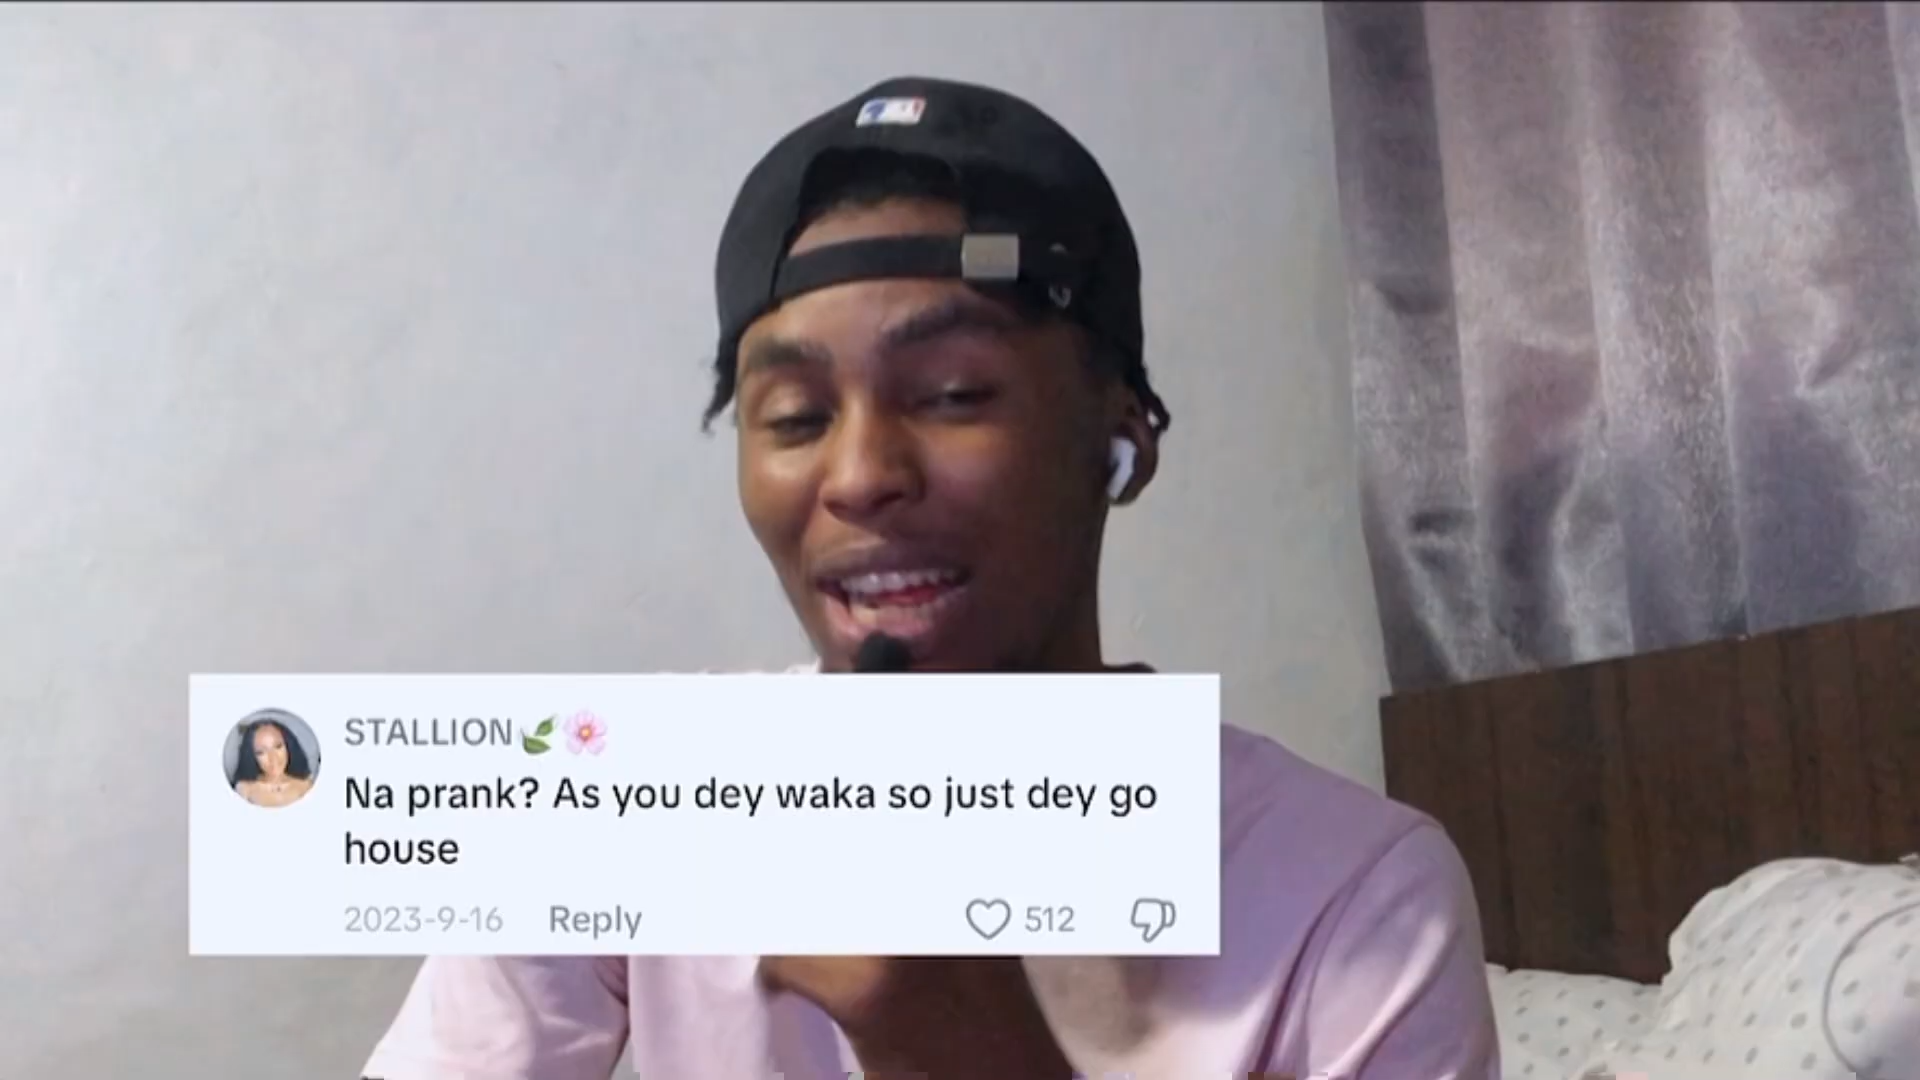 STALLION🍃🌸
Na prank? As you dey waka so just dey go
house
2023-9-16 Reply 512